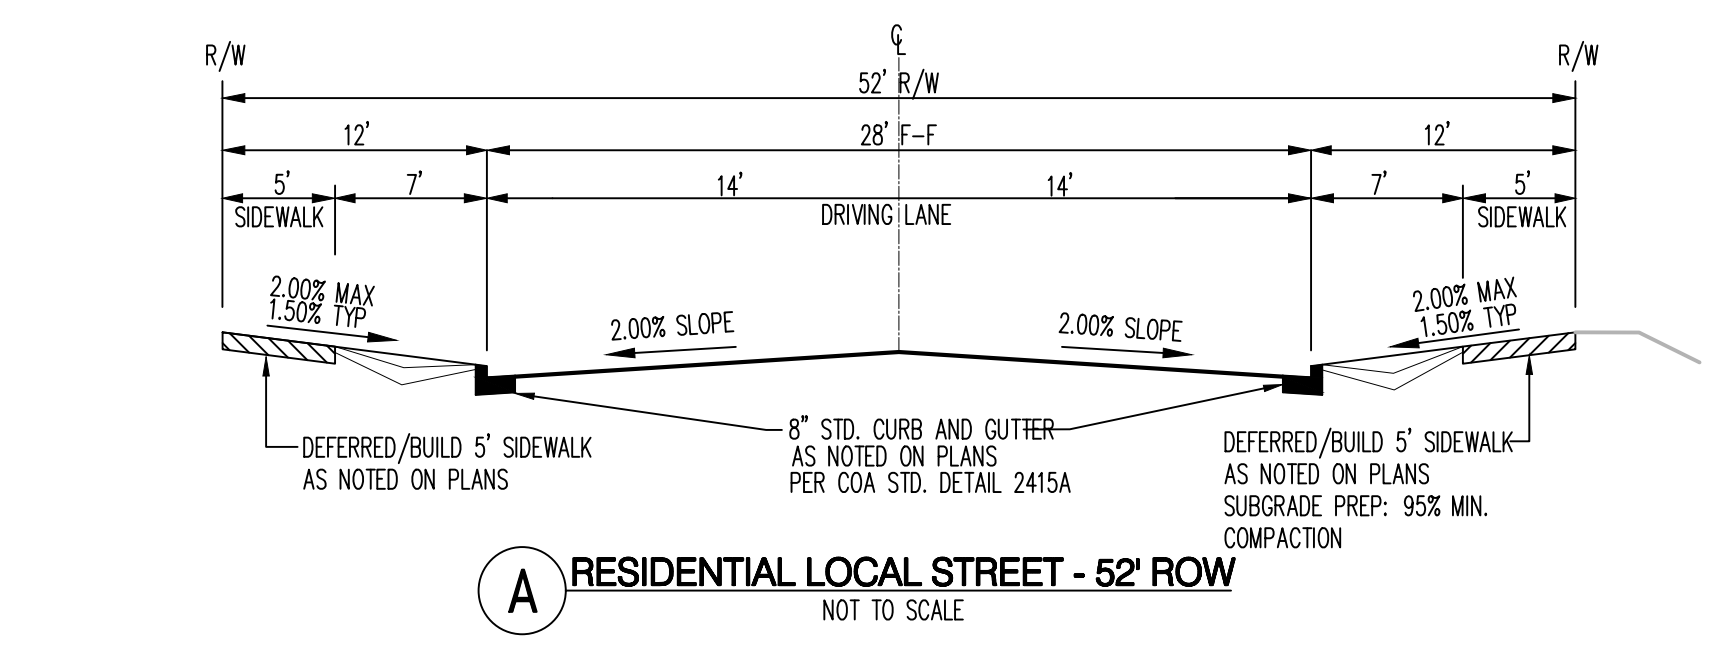 ℄
R/W
R/W
52' R/W
12'
28' F-F
12'
5'
7'
14'
14'
7'
5'
SIDEWALK
DRIVING LANE
SIDEWALK
2.00% MAX
1.50% TYP
2.00% SLOPE
2.00% SLOPE
2.00% MAX
1.50% TYP
DEFERRED/BUILD 5' SIDEWALK
AS NOTED ON PLANS
8" STD. CURB AND GUTTER
AS NOTED ON PLANS
PER COA STD. DETAIL 2415A
DEFERRED/BUILD 5' SIDEWALK
AS NOTED ON PLANS
SUBGRADE PREP: 95% MIN.
COMPACTION
A
RESIDENTIAL LOCAL STREET - 52' ROW
NOT TO SCALE